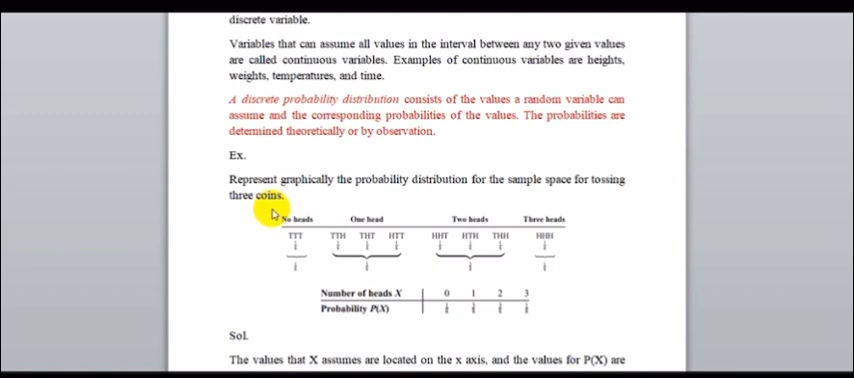 discrete variable.
Variables that can assume all values in the interval between any two given values
are called continuous variables. Examples of continuous variables are heights,
weights, temperatures, and time.
A discrete probability distribution consists of the values a random variable can
assume and the corresponding probabilities of the values. The probabilities are
determined theoretically or by observation.
Ex.
Represent graphically the probability distribution for the sample space for tossing
three coins.
No heads One head Two heads Three heads
TTT TTH THT HTT HHT HTH THH HHH
Number of heads X 0 1 2 3
Probability P(X)
Sol.
The values that X assumes are located on the x axis, and the values for P(X) are